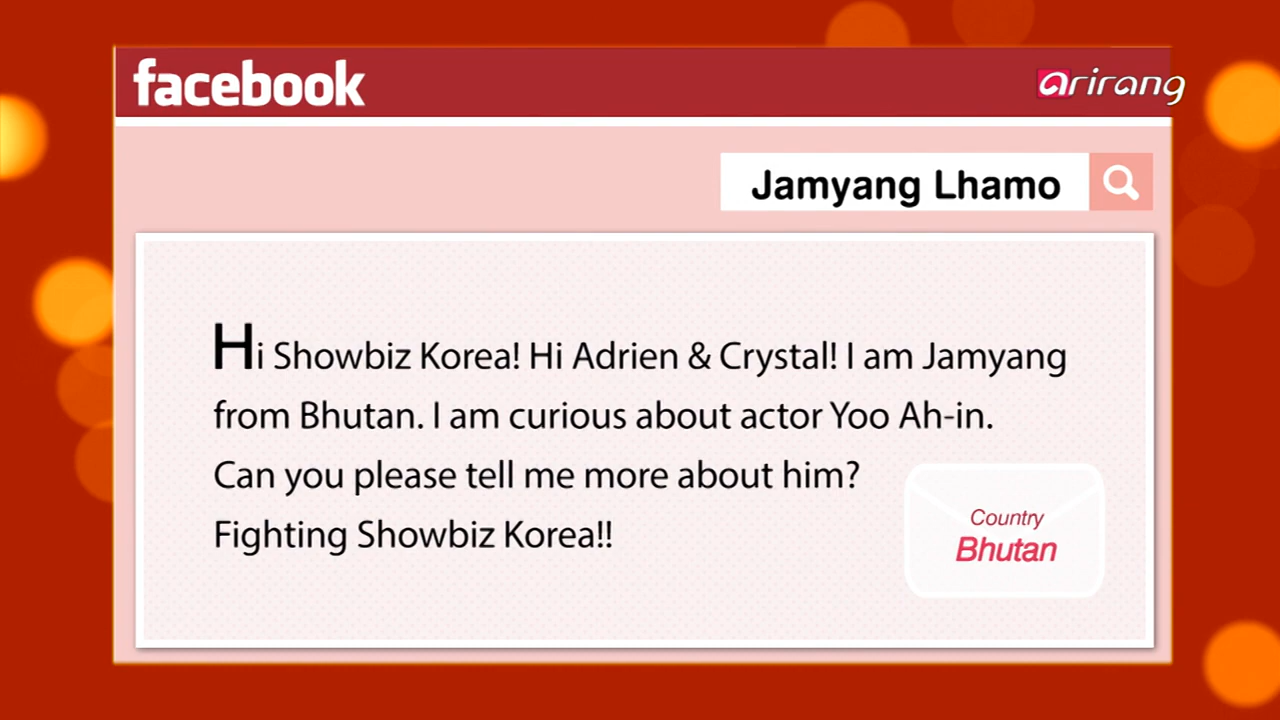 facebook
arirang
Jamyang Lhamo
Hi Showbiz Korea! Hi Adrien & Crystal! I am Jamyang
from Bhutan. I am curious about actor Yoo Ah-in.
Can you please tell me more about him?
Fighting Showbiz Korea!!
Country
Bhutan